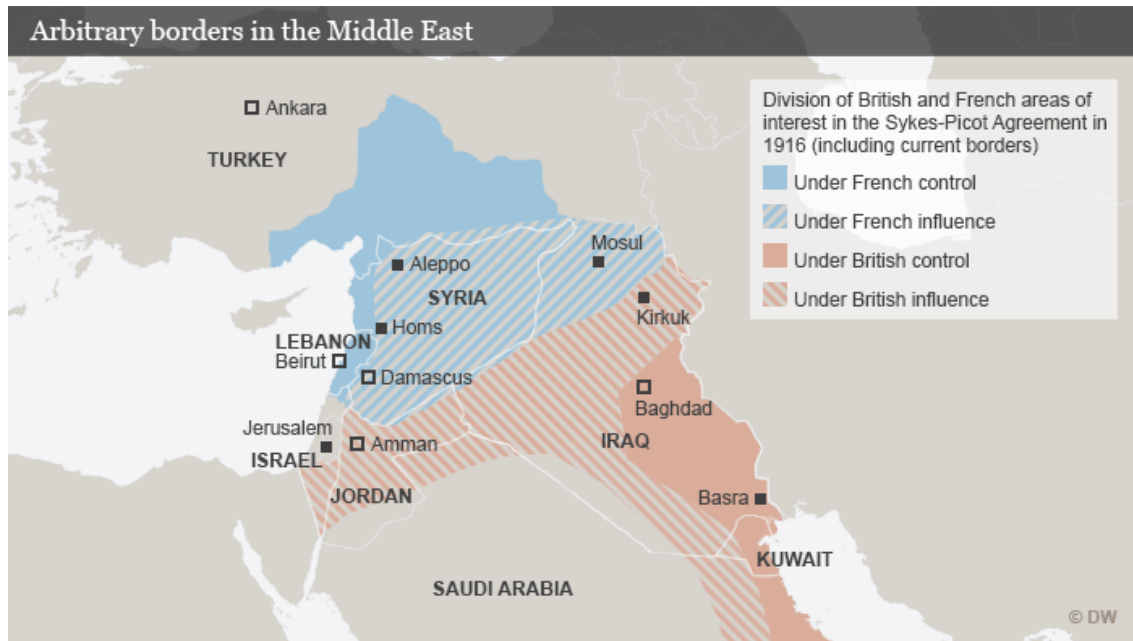 Arbitrary borders in the Middle East
Division of British and French areas of
interest in the Sykes-Picot Agreement in
1916 (including current borders)
Under French control
Under French influence
Under British control
Under British influence
Ankara
TURKEY
Mosul
Aleppo
SYRIA
Kirkuk
Homs
LEBANON
Beirut
Damascus
Baghdad
Jerusalem
Amman
IRAQ
ISRAEL
JORDAN
Basra
KUWAIT
SAUDI ARABIA
© DW